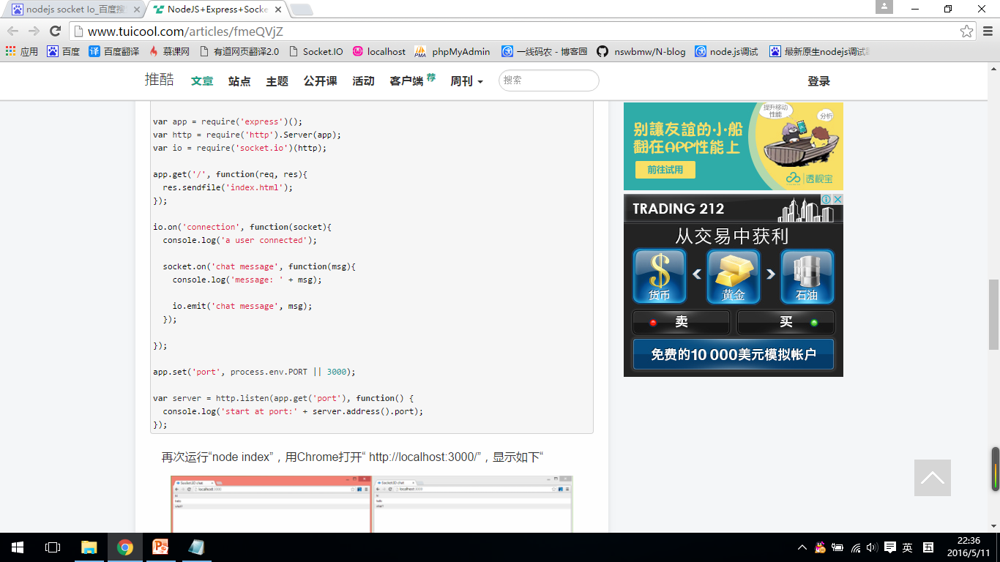 nodejs socket Io_百度搜
NodeJS+Express+Socke
www.tuicool.com/articles/fmeQVjZ
应用 百度 百度翻译 慕课网 有道网页翻译2.0 Socket.IO localhost phpMyAdmin 一线码农 - 博客园 nswbmw/N-blog node.js调试 最新原生nodejs调试
推酷 文章 站点 主题 公开课 活动 客户端 荐 周刊 搜索 登录
var app = require('express')();
var http = require('http').Server(app);
var io = require('socket.io')(http);
app.get('/', function(req, res){
res.sendfile('index.html');
});
io.on('connection', function(socket){
console.log('a user connected');
socket.on('chat message', function(msg){
console.log('message: ' + msg);
io.emit('chat message', msg);
});
});
app.set('port', process.env.PORT || 3000);
var server = http.listen(app.get('port'), function() {
console.log('start at port:' + server.address().port);
});
再次运行“node index”，用Chrome打开“ http://localhost:3000/”，显示如下“
Socket.IO chat
localhost:3000
Socket.IO chat
localhost:3000
提升移动
性能
分析
别讓友誼的小船
翻在APP性能上
前往试用
透视宝
TRADING 212
从交易中获利
货币 黄金 石油
卖 买
免费的10 000美元模拟帐户
英
22:36
2016/5/11